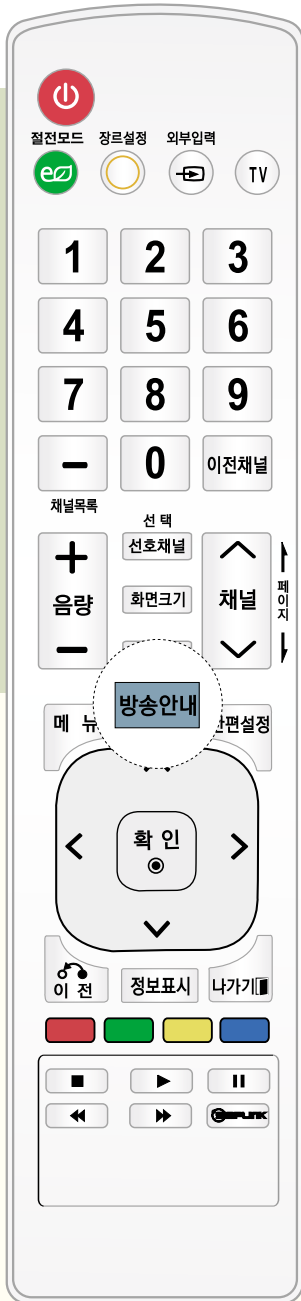 절전모드 장르설정 외부입력
TV
1 2 3
4 5 6
7 8 9
0 이전채널
채널목록
선 택
선호채널
음량
화면크기
채널
페이지
방송안내
메 뉴
간편설정
확 인
이 전
정보표시
나가기